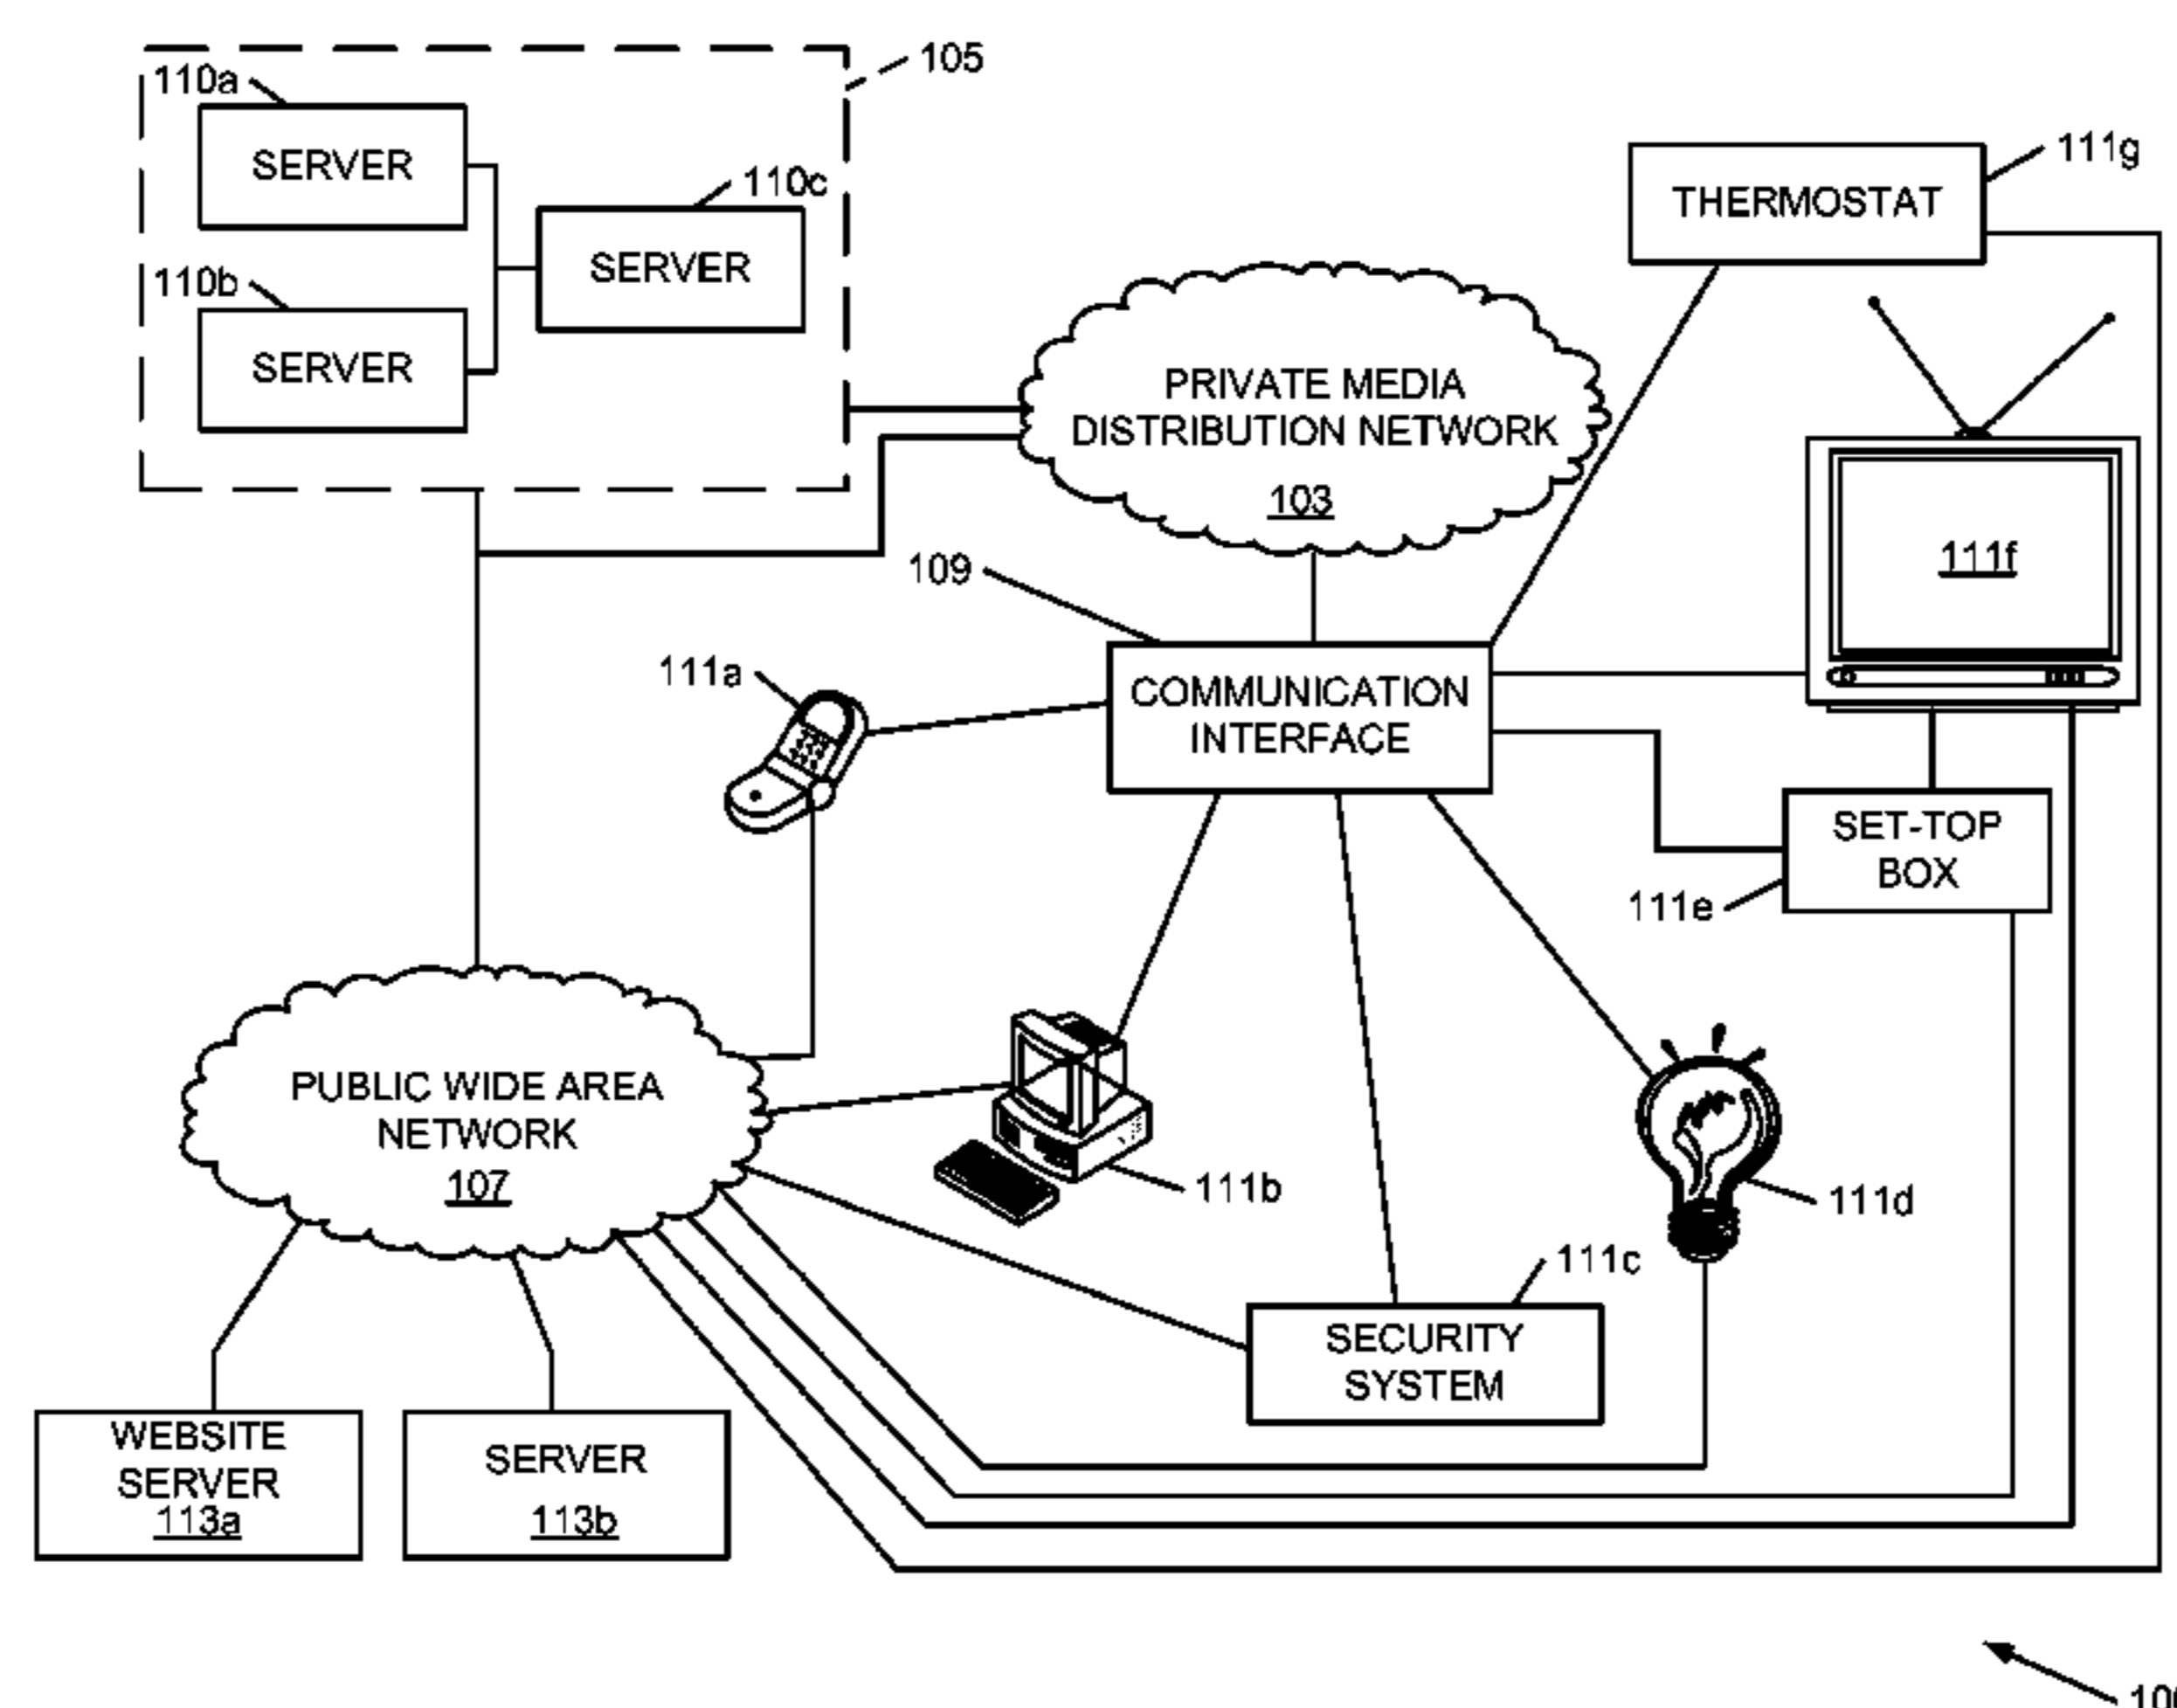 105
110a
SERVER
110c
SERVER
110b
SERVER
111g
THERMOSTAT
PRIVATE MEDIA
DISTRIBUTION NETWORK
103
111f
109
COMMUNICATION
INTERFACE
111a
SET-TOP
BOX
111e
PUBLIC WIDE AREA
NETWORK
107
111b
111d
111c
SECURITY
SYSTEM
WEBSITE
SERVER
113a
SERVER
113b